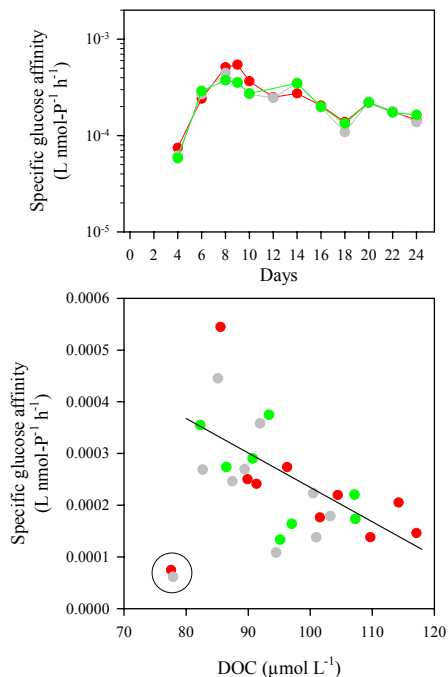 Specific glucose affinity
(L nmol-P⁻¹ h⁻¹)
10⁻³
10⁻⁴
10⁻⁵
0 2 4 6 8 10 12 14 16 18 20 22 24
Days
Specific glucose affinity
(L nmol-P⁻¹ h⁻¹)
0.0006
0.0005
0.0004
0.0003
0.0002
0.0001
0.0000
70 80 90 100 110 120
DOC (µmol L⁻¹)